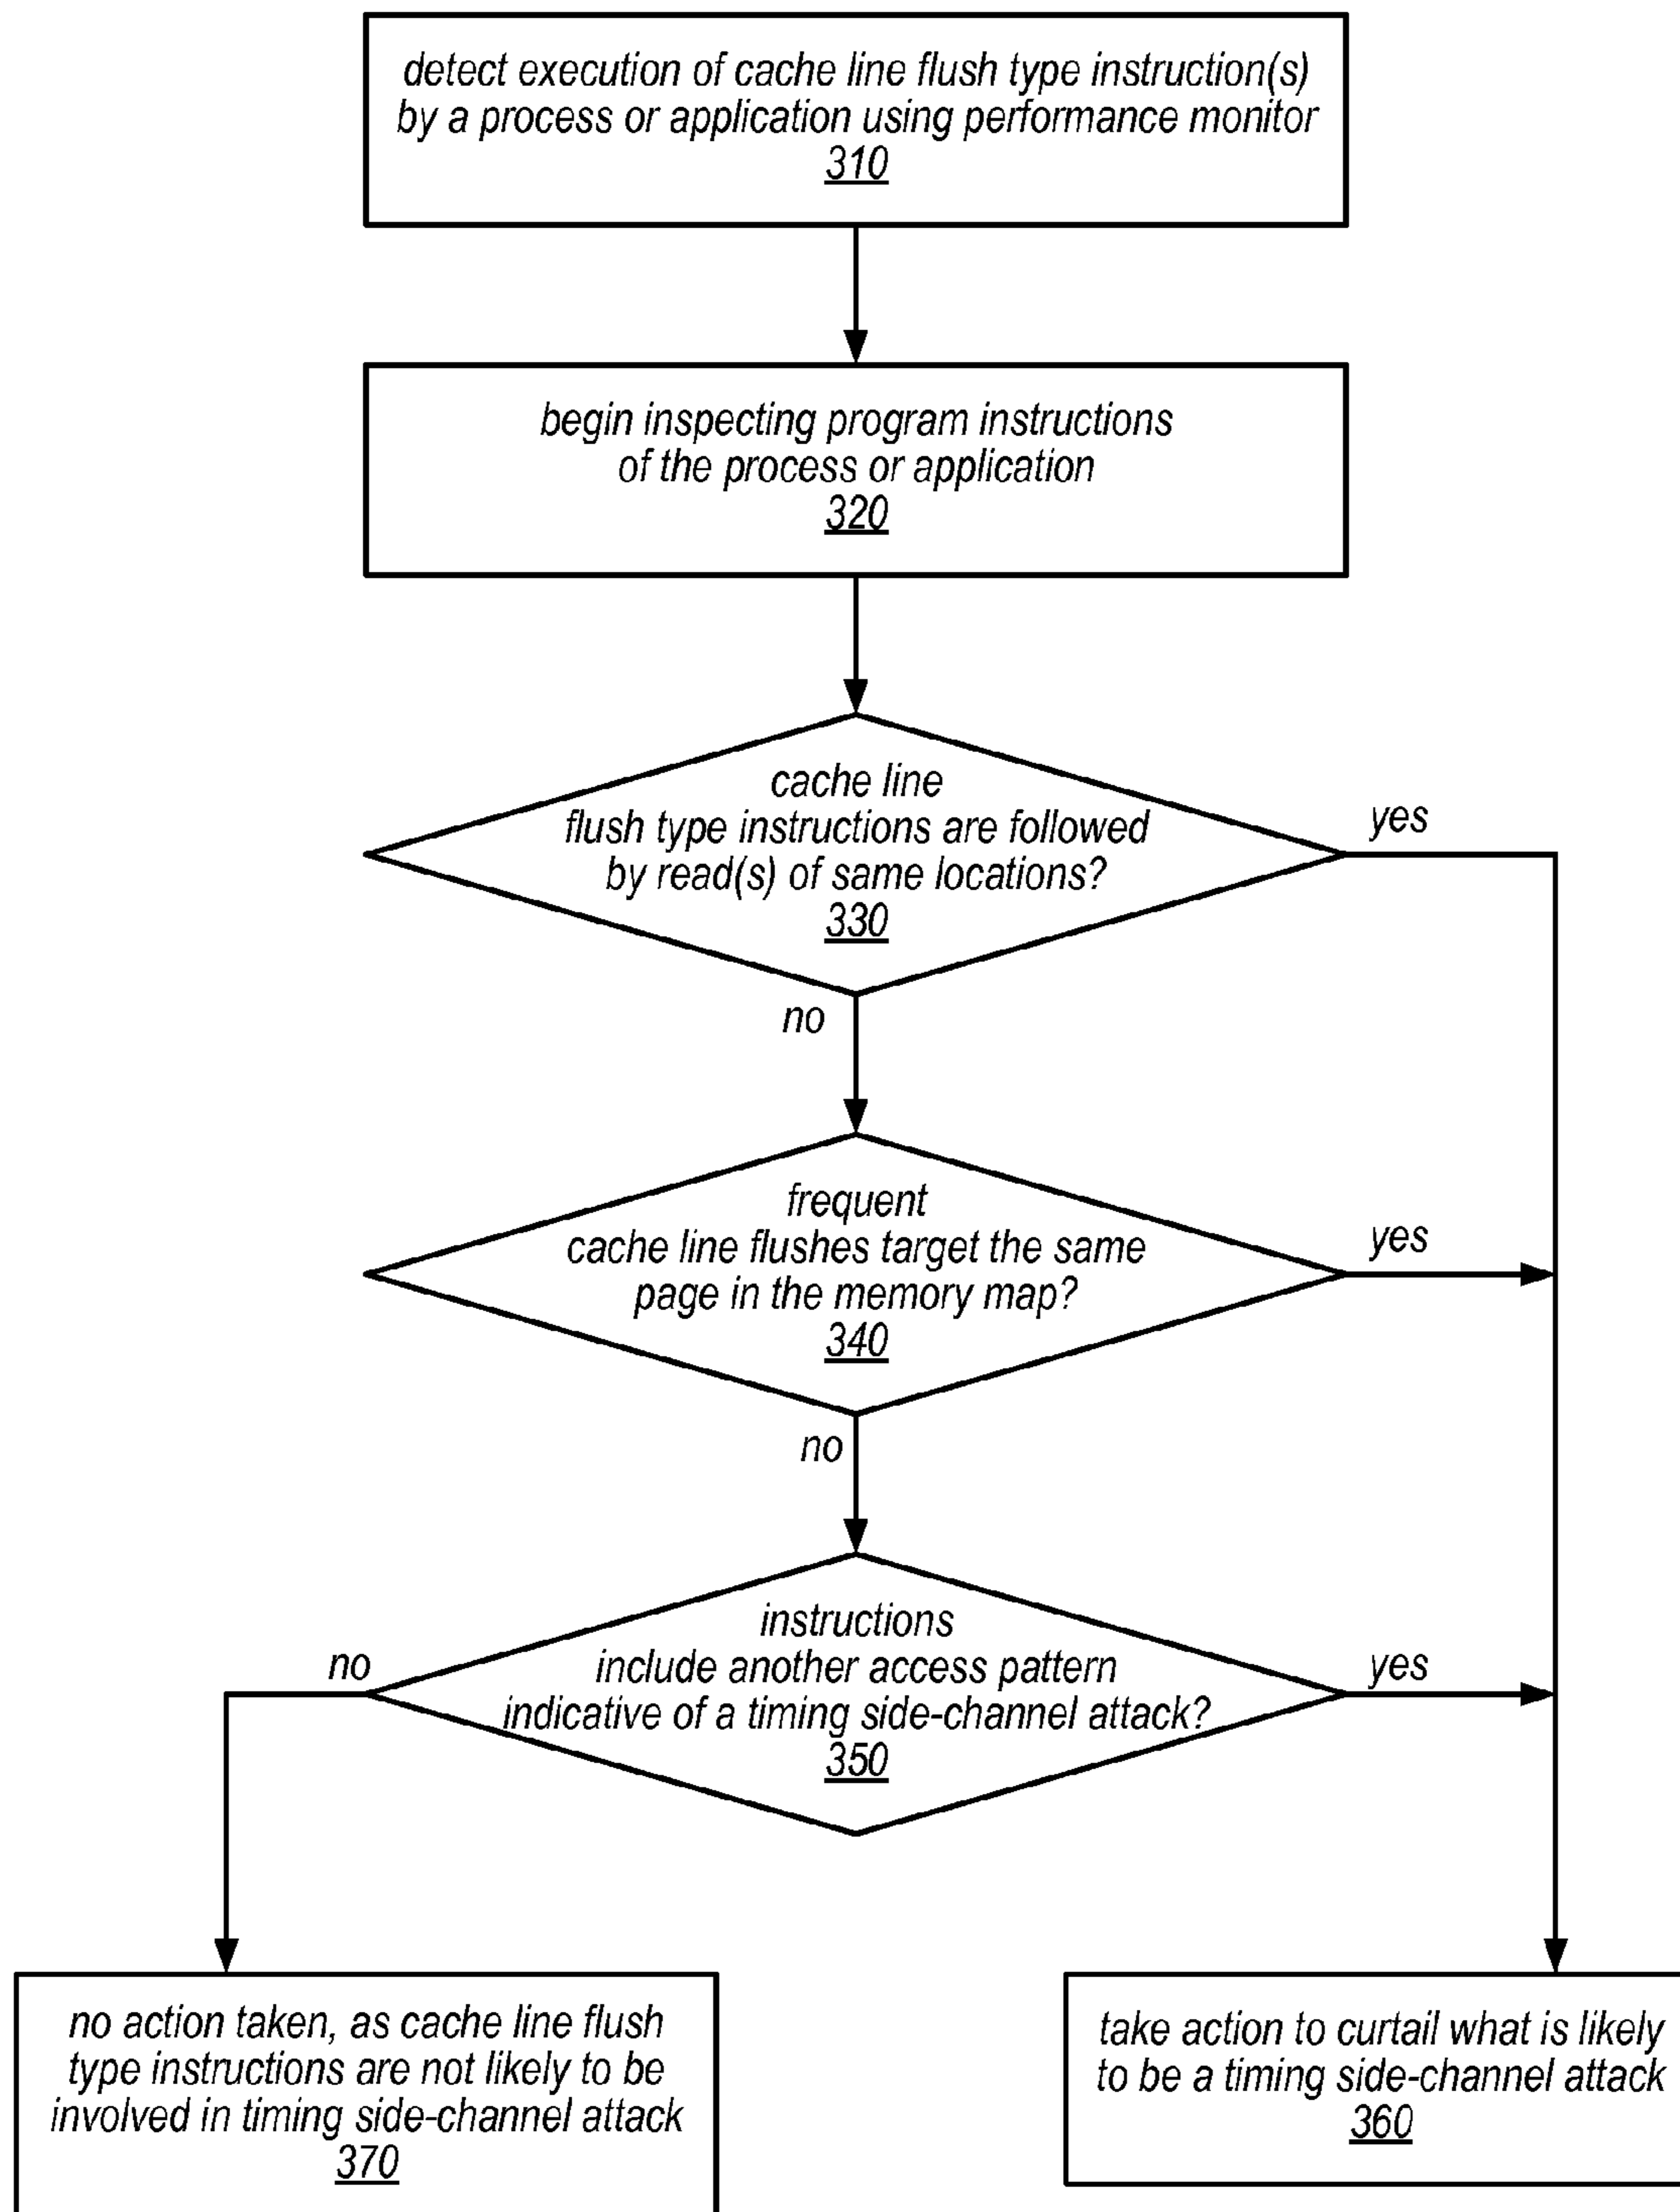 detect execution of cache line flush type instruction(s)
by a process or application using performance monitor
310
begin inspecting program instructions
of the process or application
320
cache line
flush type instructions are followed
by read(s) of same locations?
330
yes
no
frequent
cache line flushes target the same
page in the memory map?
340
yes
no
instructions
include another access pattern
indicative of a timing side-channel attack?
350
no
yes
no action taken, as cache line flush
type instructions are not likely to be
involved in timing side-channel attack
370
take action to curtail what is likely
to be a timing side-channel attack
360